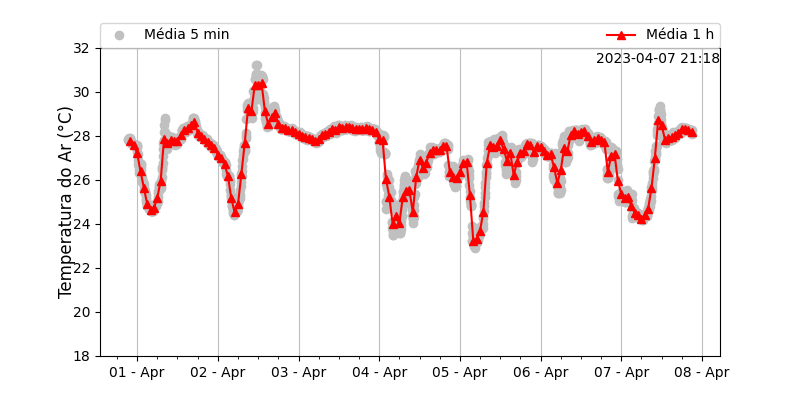 Média 5 min
Média 1 h
2023-04-07 21:18
Temperatura do Ar (°C)
32
30
28
26
24
22
20
18
01 - Apr
02 - Apr
03 - Apr
04 - Apr
05 - Apr
06 - Apr
07 - Apr
08 - Apr